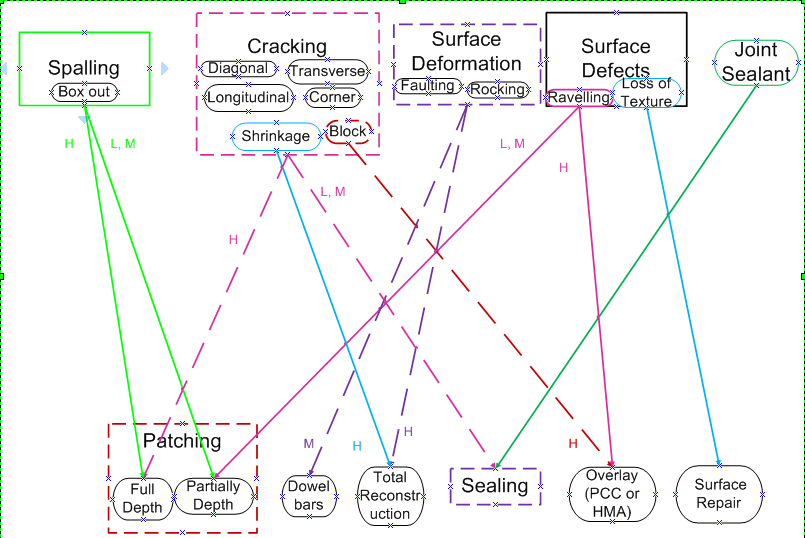 Spalling
Box out
Cracking
Diagonal
Transverse
Longitudinal
Corner
Shrinkage
Block
Surface
Deformation
Faulting
Rocking
Surface
Defects
Ravelling
Loss of
Texture
Joint
Sealant
H
L, M
H
L, M
L, M
H
M
H
H
H
Patching
Full
Depth
Partially
Depth
Dowel
bars
Total
Reconstr
uction
Sealing
Overlay
(PCC or
HMA)
Surface
Repair